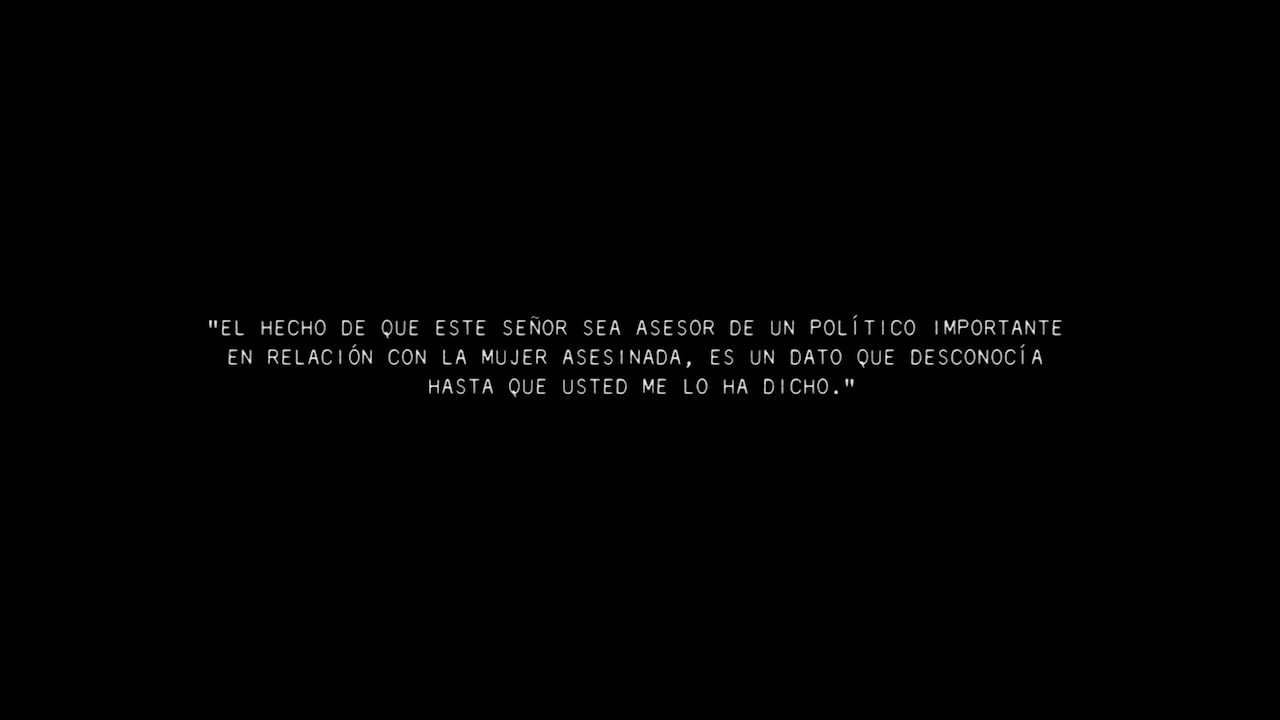 "EL HECHO DE QUE ESTE SEÑOR SEA ASESOR DE UN POLÍTICO IMPORTANTE
EN RELACIÓN CON LA MUJER ASESINADA, ES UN DATO QUE DESCONOCÍA
HASTA QUE USTED ME LO HA DICHO."